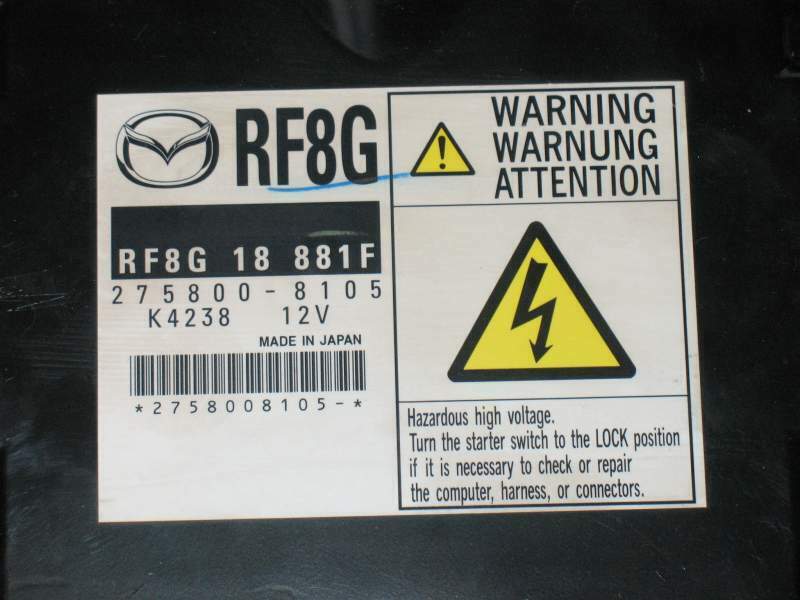 RF8G
RF8G 18 881F
275800-8105
K4238 12V
MADE IN JAPAN
*2758008105-*
WARNING
WARNUNG
ATTENTION
Hazardous high voltage.
Turn the starter switch to the LOCK position
if it is necessary to check or repair
the computer, harness, or connectors.